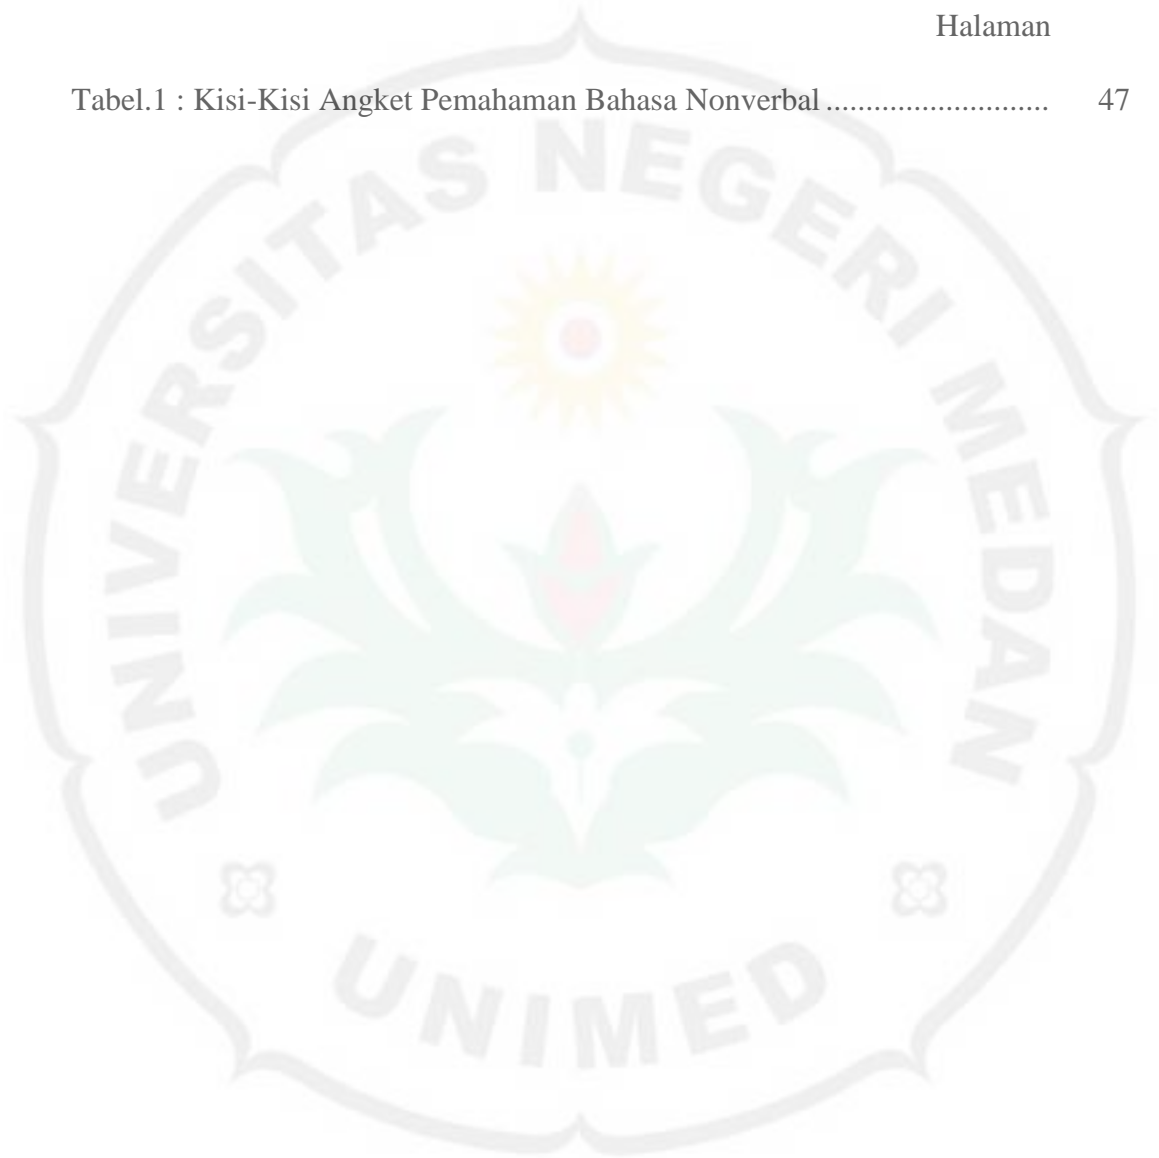 Halaman
Tabel.1 : Kisi-Kisi Angket Pemahaman Bahasa Nonverbal ............................ 47
UNIVERSITAS NEGERI MEDAN
UNIMED